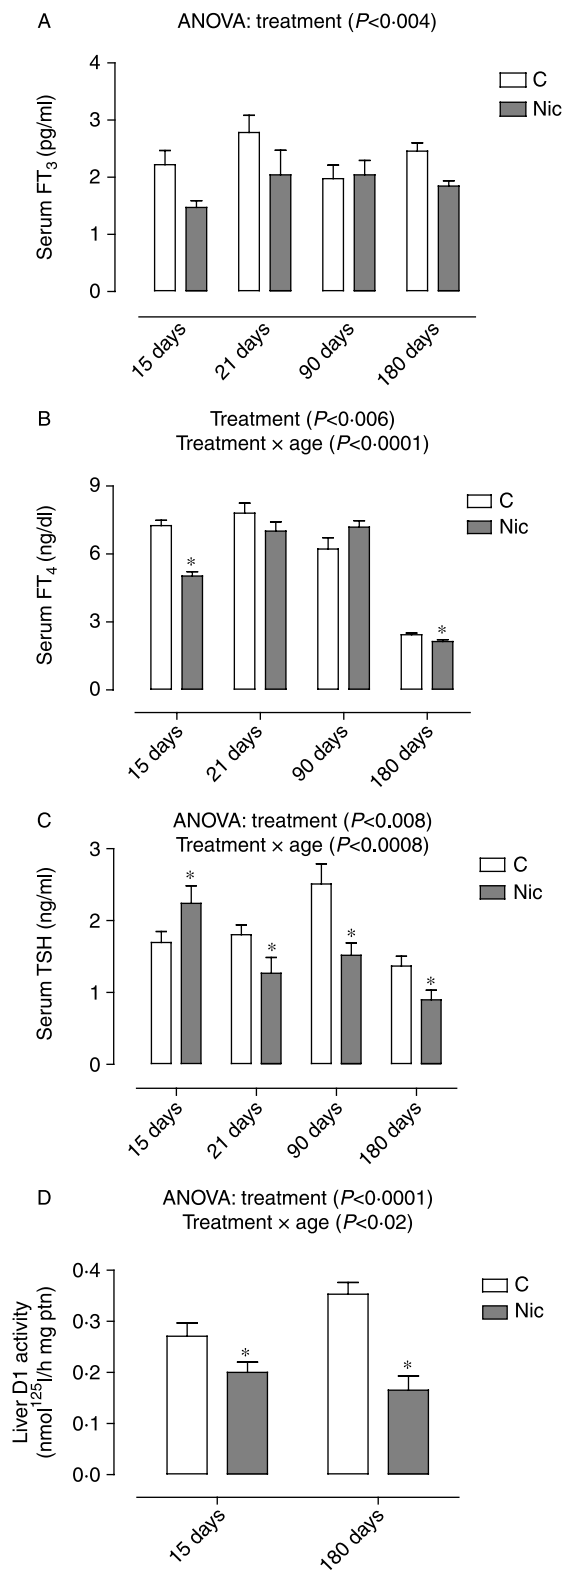 A
ANOVA: treatment (P<0·004)
4
3
2
1
0
Serum FT₃ (pg/ml)
C
Nic
15 days
21 days
90 days
180 days
B
Treatment (P<0·006)
Treatment × age (P<0·0001)
9
6
3
0
Serum FT₄ (ng/dl)
C
Nic
*
*
15 days
21 days
90 days
180 days
C
ANOVA: treatment (P<0.008)
Treatment × age (P<0.0008)
3
2
1
0
Serum TSH (ng/ml)
C
Nic
*
*
*
*
15 days
21 days
90 days
180 days
D
ANOVA: treatment (P<0·0001)
Treatment × age (P<0·02)
0·4
0·3
0·2
0·1
0·0
Liver D1 activity
(nmol¹²⁵I/h mg ptn)
C
Nic
*
*
15 days
180 days